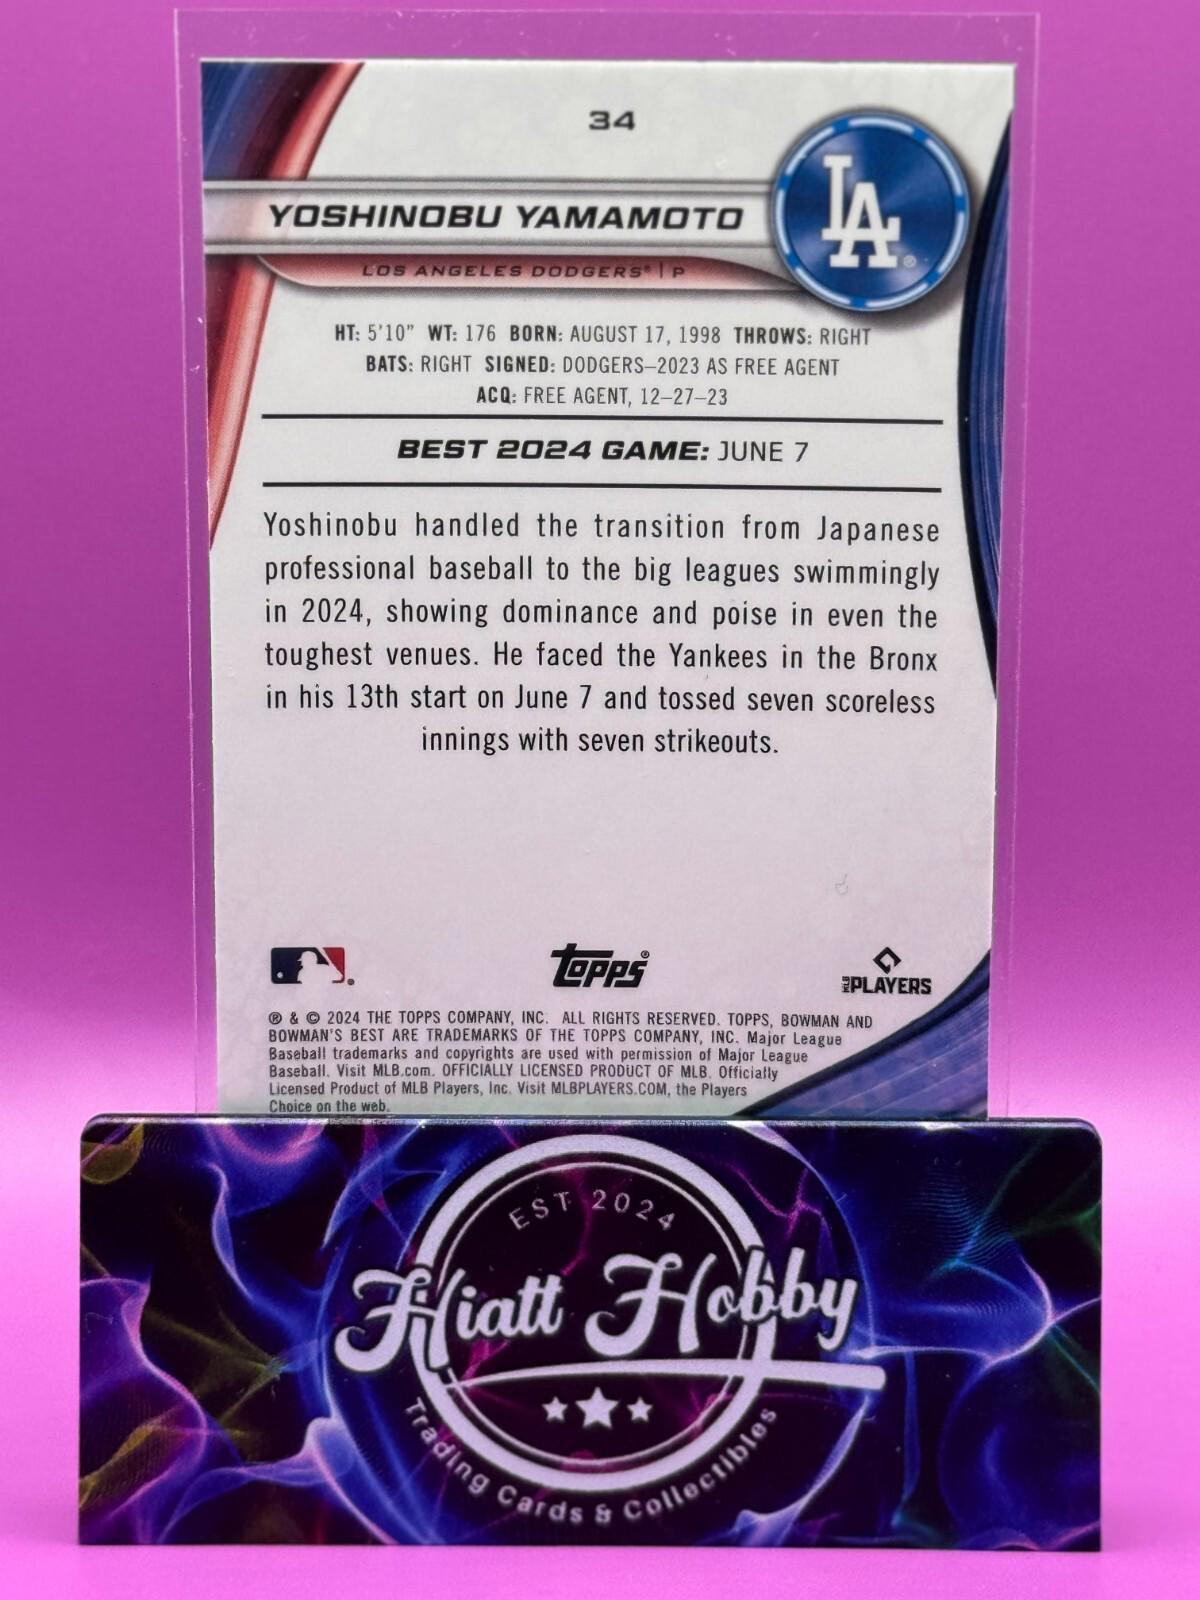 34
YOSHINOBU YAMAMOTO
LA®
LOS ANGELES DODGERS® | P
HT: 5'10" WT: 176 BORN: AUGUST 17, 1998 THROWS: RIGHT
BATS: RIGHT SIGNED: DODGERS–2023 AS FREE AGENT
ACQ: FREE AGENT, 12–27–23
BEST 2024 GAME: JUNE 7
Yoshinobu handled the transition from Japanese
professional baseball to the big leagues swimmingly
in 2024, showing dominance and poise in even the
toughest venues. He faced the Yankees in the Bronx
in his 13th start on June 7 and tossed seven scoreless
innings with seven strikeouts.
topps®
MLB PLAYERS
® & © 2024 THE TOPPS COMPANY, INC. ALL RIGHTS RESERVED. TOPPS, BOWMAN AND
BOWMAN'S BEST ARE TRADEMARKS OF THE TOPPS COMPANY, INC. Major League
Baseball trademarks and copyrights are used with permission of Major League
Baseball. Visit MLB.com. OFFICIALLY LICENSED PRODUCT OF MLB. Officially
Licensed Product of MLB Players, Inc. Visit MLBPLAYERS.COM, the Players
Choice on the web.
EST 2024
Hiatt Hobby
Trading Cards & Collectibles